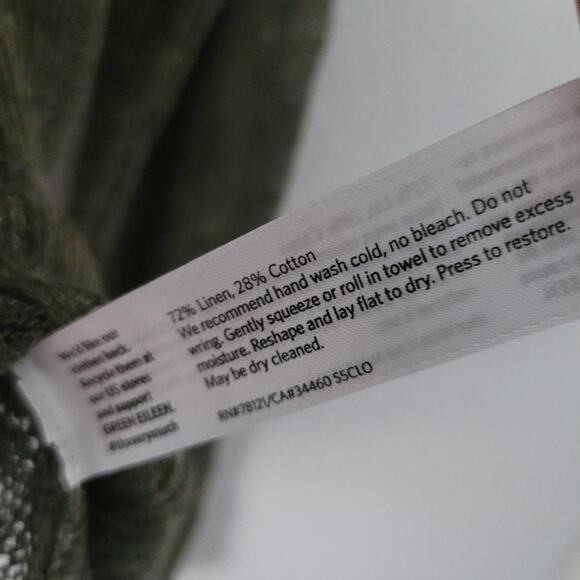 We'd like our
clothes back.
Recycle them at
our US stores
and support
GREEN EILEEN.
#tluverymuch
72% Linen, 28% Cotton
We recommend hand wash cold, no bleach. Do not
wring. Gently squeeze or roll in towel to remove excess
moisture. Reshape and lay flat to dry. Press to restore.
May be dry cleaned.
RN#78121/CA#34460 S5CLO